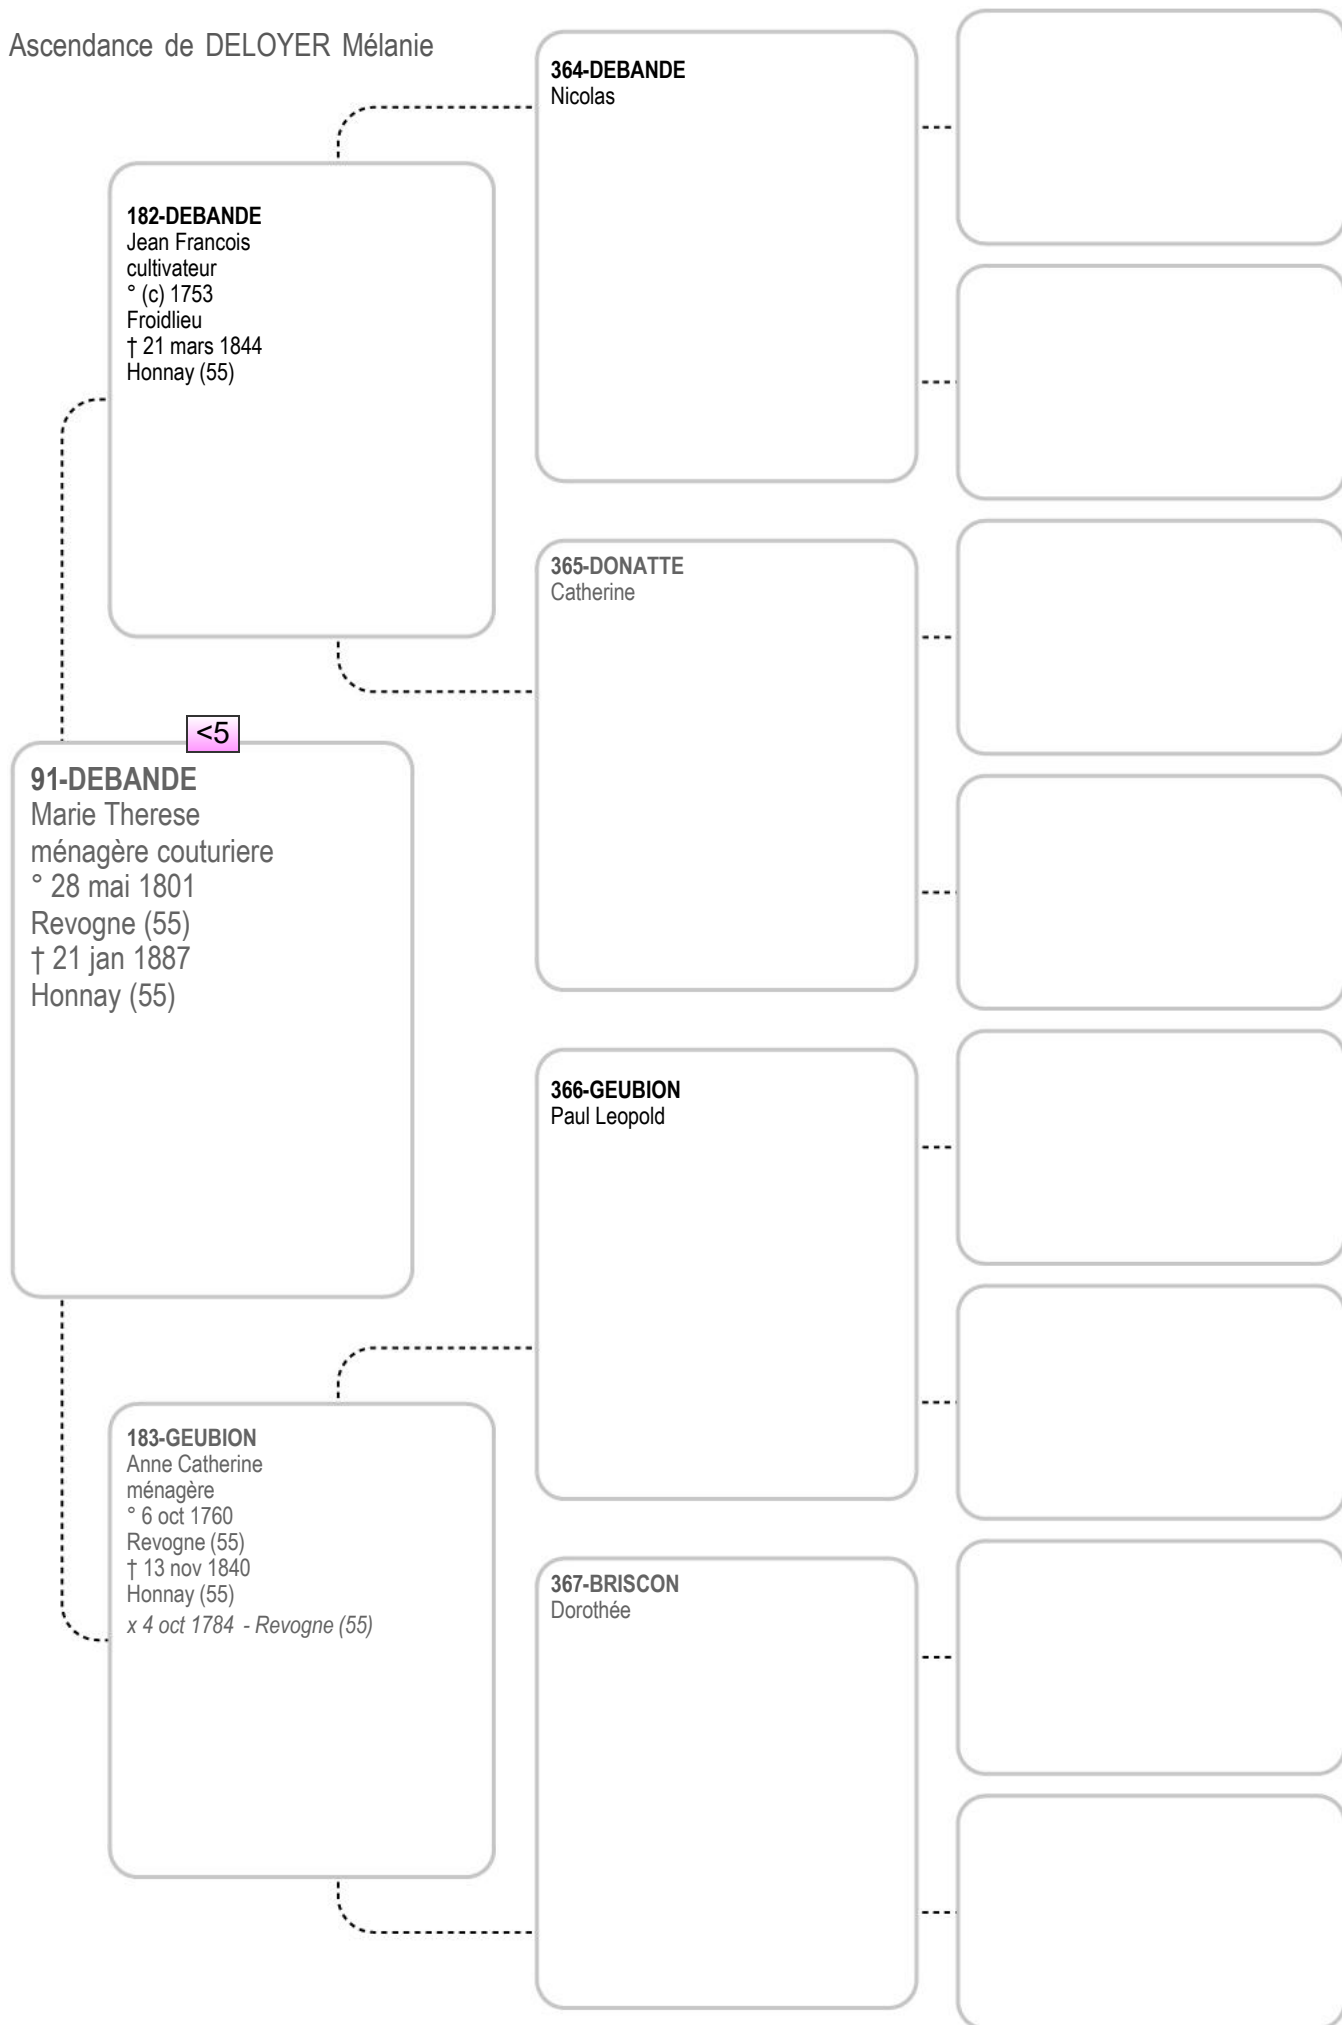 Ascendance de DELOYER Mélanie
364-DEBANDE
Nicolas
182-DEBANDE
Jean Francois
cultivateur
° (c) 1753
Froidlieu
† 21 mars 1844
Honnay (55)
365-DONATTE
Catherine
<5
91-DEBANDE
Marie Therese
ménagère couturiere
° 28 mai 1801
Revogne (55)
† 21 jan 1887
Honnay (55)
366-GEUBION
Paul Leopold
183-GEUBION
Anne Catherine
ménagère
° 6 oct 1760
Revogne (55)
† 13 nov 1840
Honnay (55)
x 4 oct 1784 - Revogne (55)
367-BRISCON
Dorothée